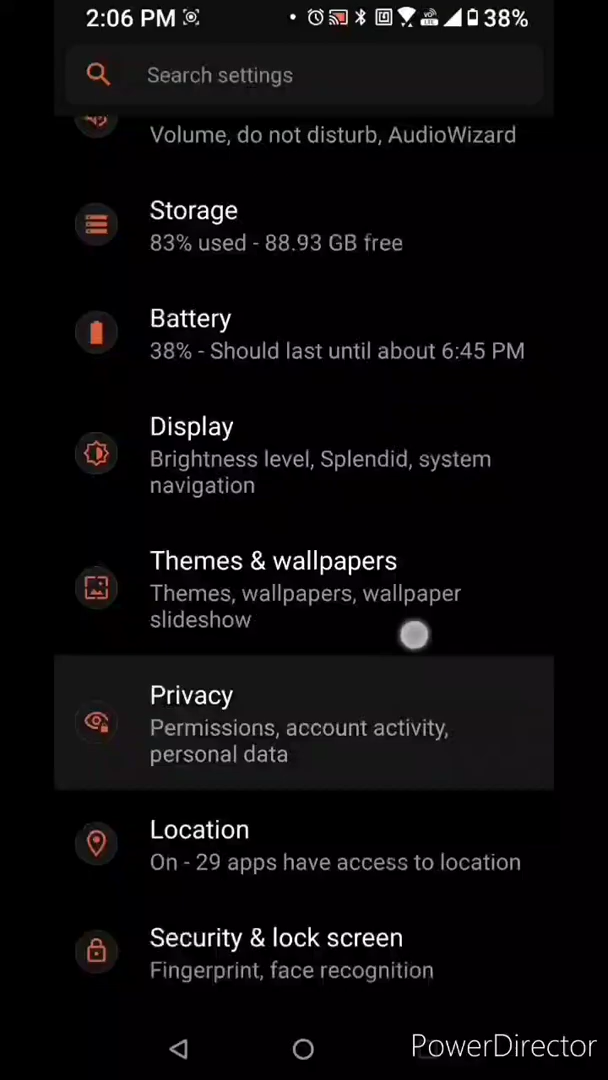 2:06 PM
38%
Search settings
Volume, do not disturb, AudioWizard
Storage
83% used - 88.93 GB free
Battery
38% - Should last until about 6:45 PM
Display
Brightness level, Splendid, system
navigation
Themes & wallpapers
Themes, wallpapers, wallpaper
slideshow
Privacy
Permissions, account activity,
personal data
Location
On - 29 apps have access to location
Security & lock screen
Fingerprint, face recognition
PowerDirector